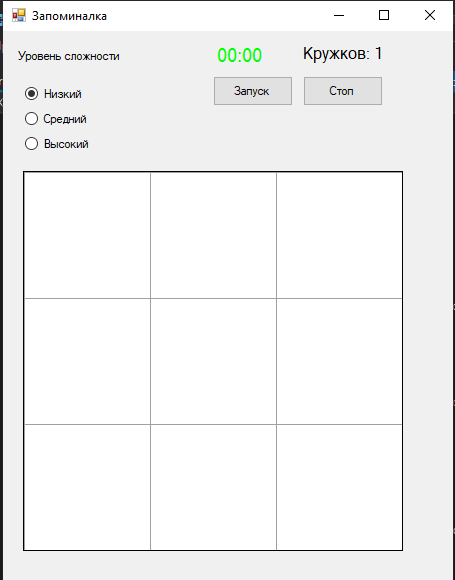 Запоминалка
Уровень сложности
00:00
Кружков: 1
Низкий
Запуск
Стоп
Средний
Высокий